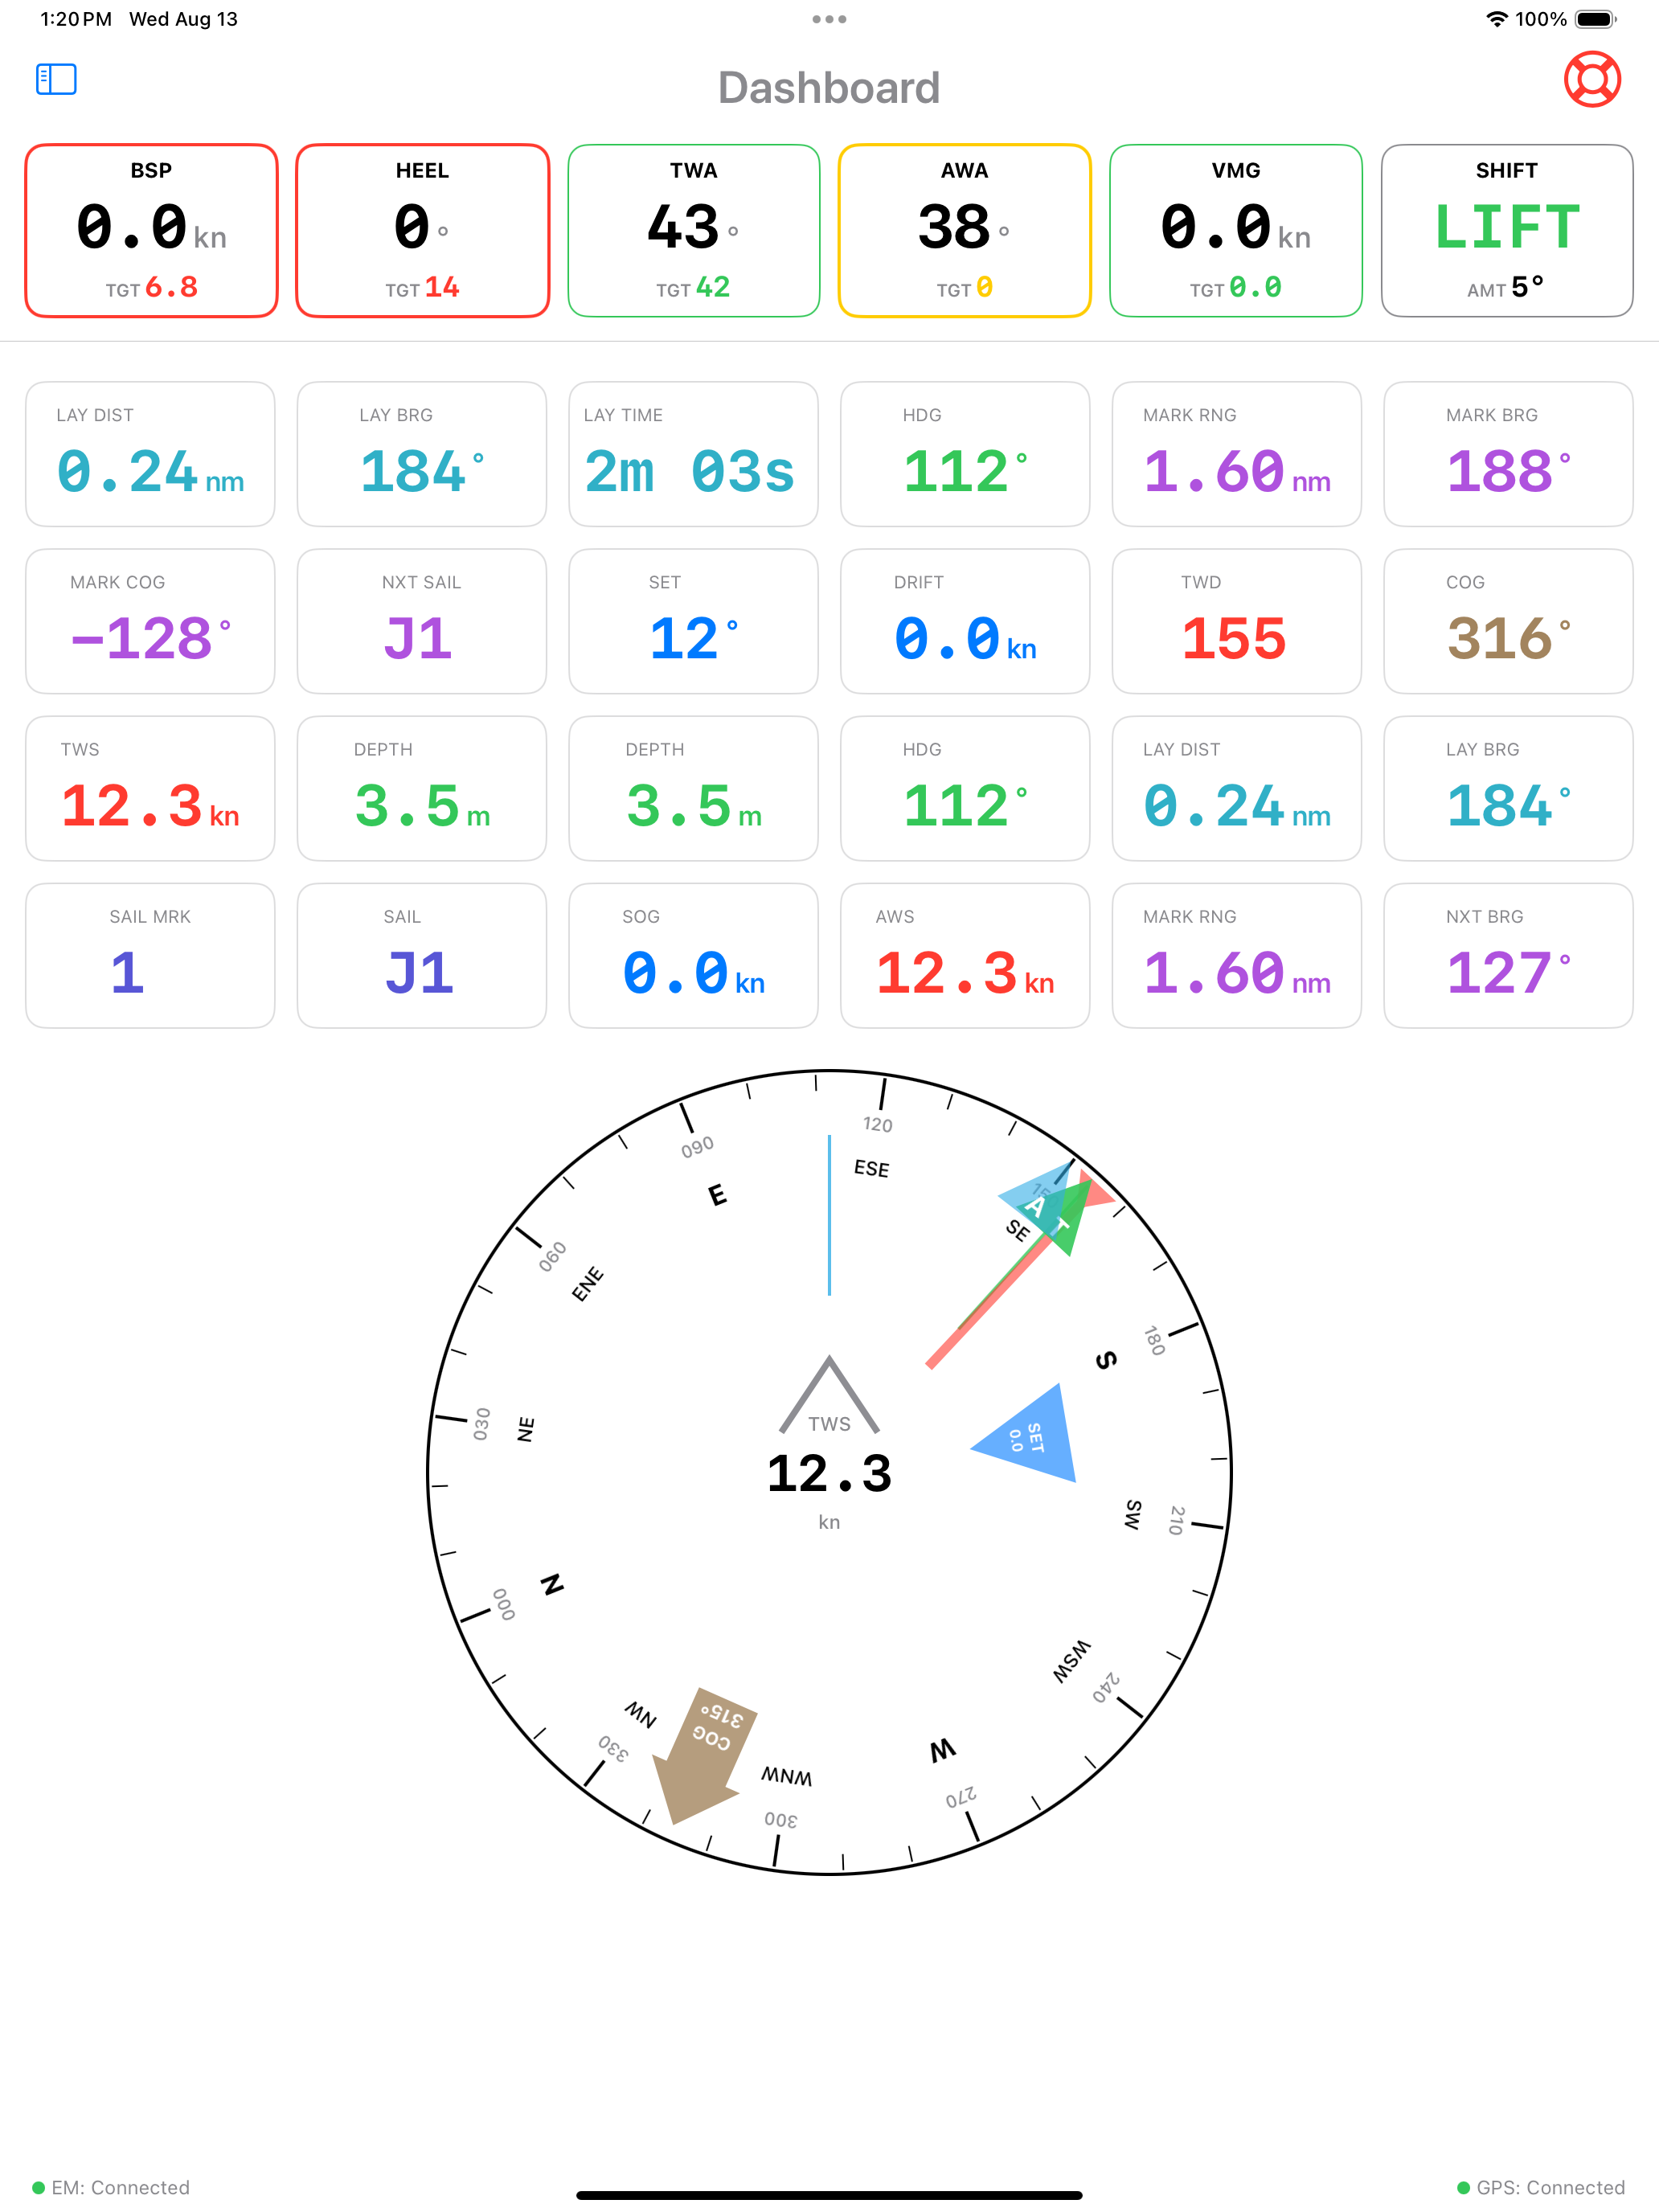 1:20 PM Wed Aug 13
100%
Dashboard
BSP
0.0 kn
TGT 6.8
HEEL
0°
TGT 14
TWA
43°
TGT 42
AWA
38°
TGT 0
VMG
0.0 kn
TGT 0.0
SHIFT
LIFT
AMT 5°
LAY DIST
0.24 nm
LAY BRG
184°
LAY TIME
2m 03s
HDG
112°
MARK RNG
1.60 nm
MARK BRG
188°
MARK COG
–128°
NXT SAIL
J1
SET
12°
DRIFT
0.0 kn
TWD
155
COG
316°
TWS
12.3 kn
DEPTH
3.5 m
DEPTH
3.5 m
HDG
112°
LAY DIST
0.24 nm
LAY BRG
184°
SAIL MRK
1
SAIL
J1
SOG
0.0 kn
AWS
12.3 kn
MARK RNG
1.60 nm
NXT BRG
127°
120
ESE
090
E
A
T
SE
060
ENE
180
S
030
NE
TWS
12.3
kn
SET
0.0
210
SW
000
N
240
WSW
330
NW
COG
315°
WNW
300
W
270
EM: Connected
GPS: Connected